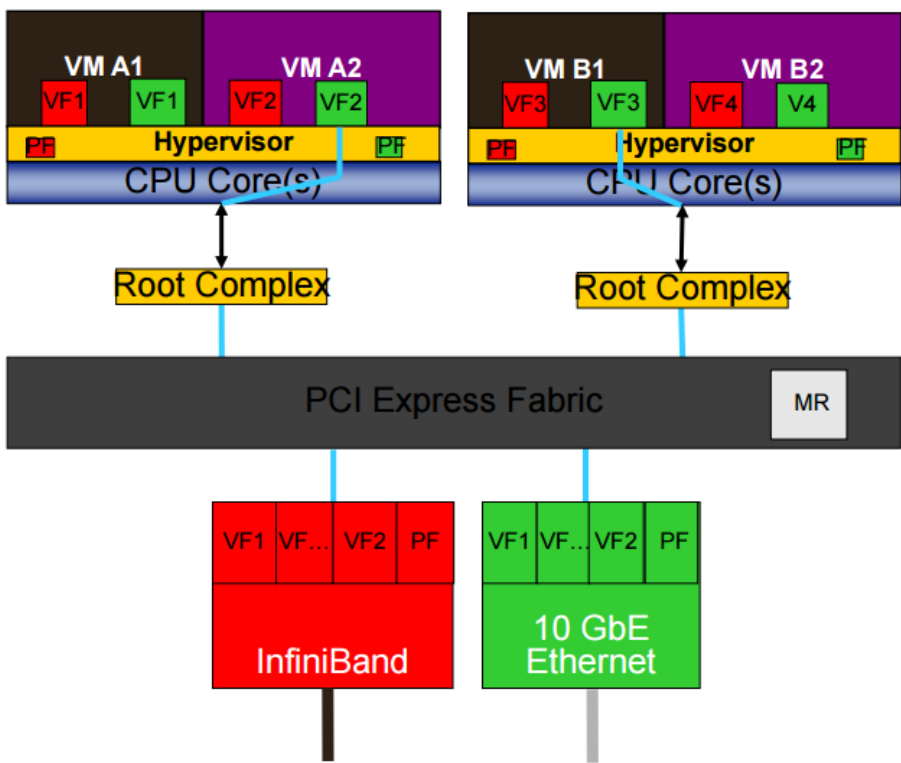 VM A1
VM A2
VF1
VF1
VF2
VF2
PF
Hypervisor
PF
CPU Core(s)
Root Complex
VM B1
VM B2
VF3
VF3
VF4
V4
PF
Hypervisor
PF
CPU Core(s)
Root Complex
PCI Express Fabric
MR
VF1
VF...
VF2
PF
InfiniBand
VF1
VF...
VF2
PF
10 GbE
Ethernet